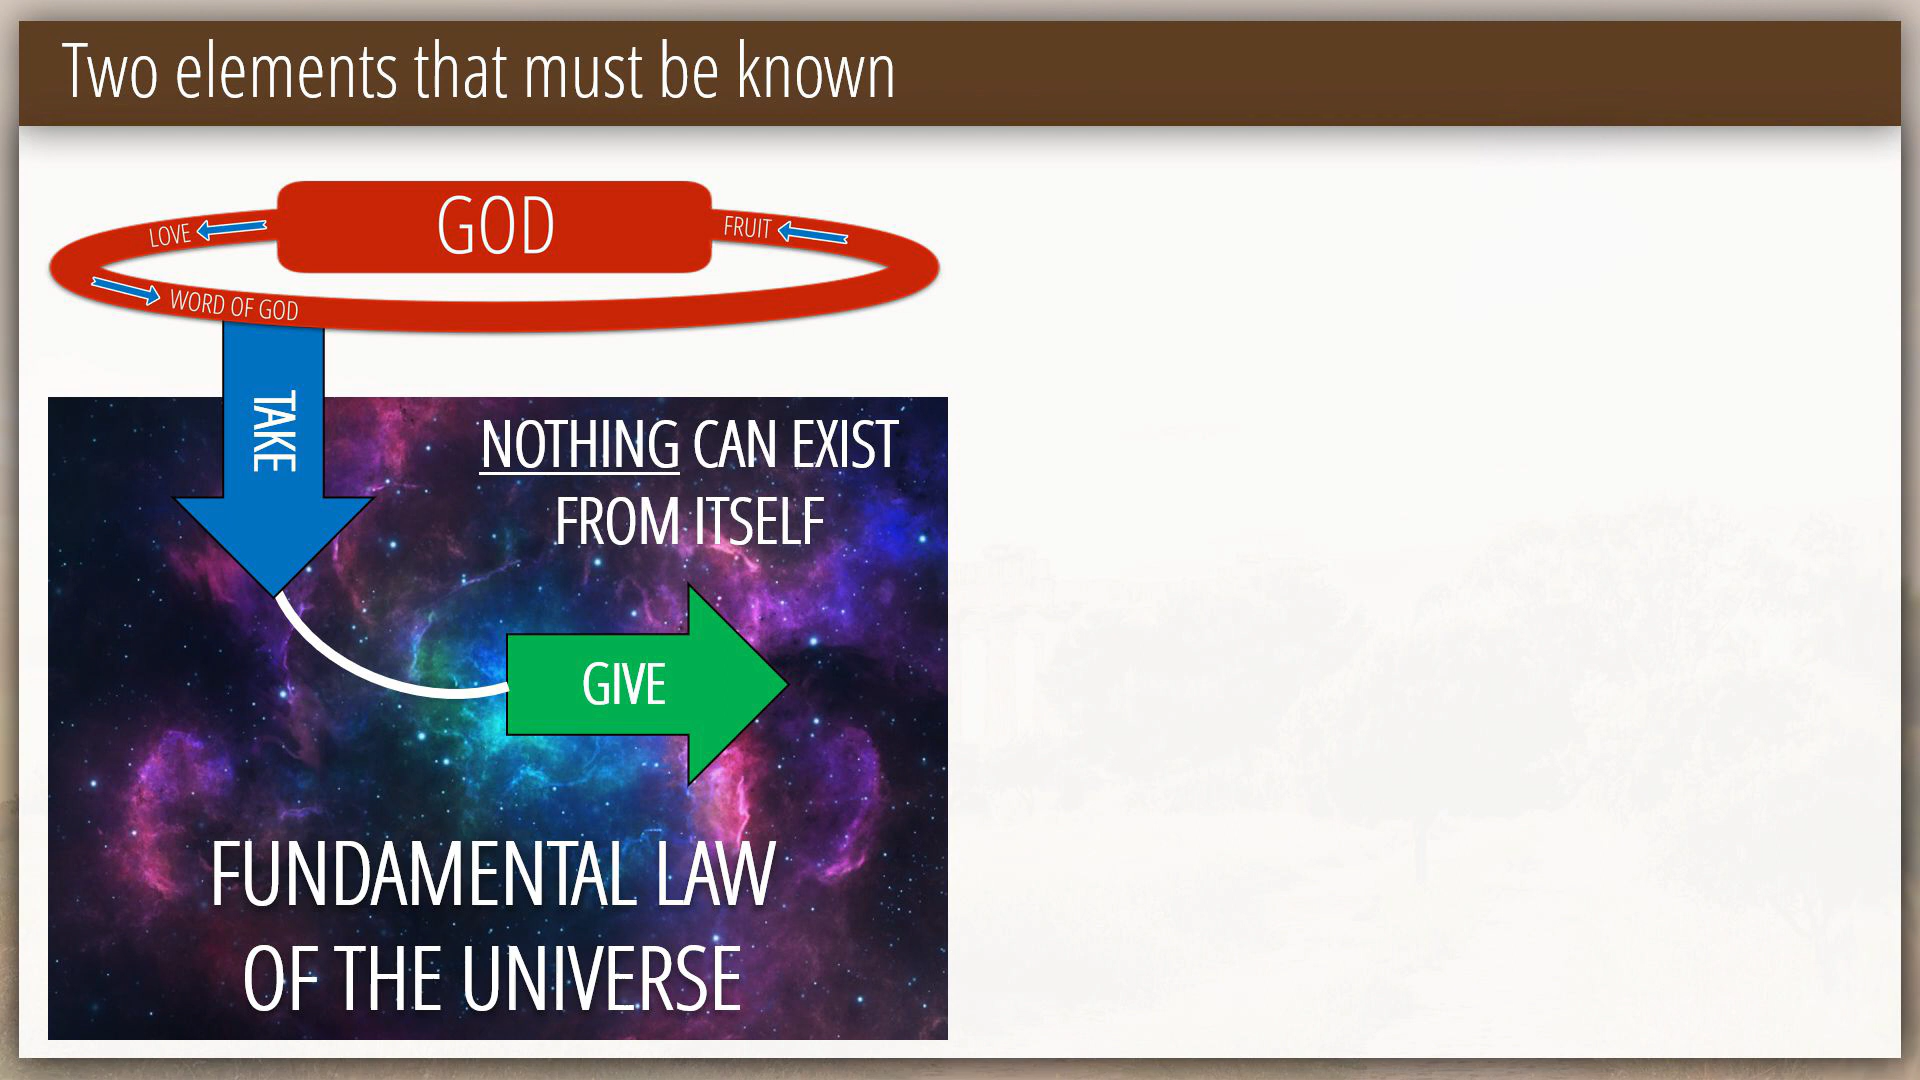 Two elements that must be known
GOD
LOVE
FRUIT
WORD OF GOD
TAKE
NOTHING CAN EXIST
FROM ITSELF
GIVE
FUNDAMENTAL LAW
OF THE UNIVERSE